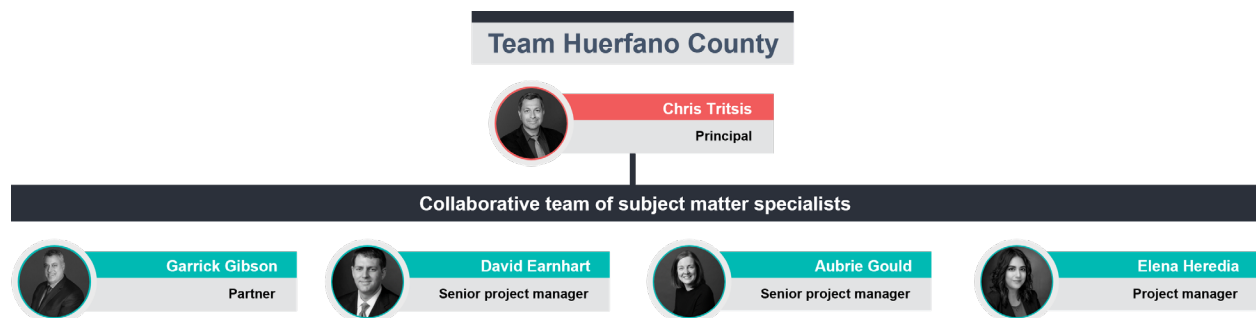 Team Huerfano County
Chris Tritsis
Principal
Collaborative team of subject matter specialists
Garrick Gibson
Partner
David Earnhart
Senior project manager
Aubrie Gould
Senior project manager
Elena Heredia
Project manager